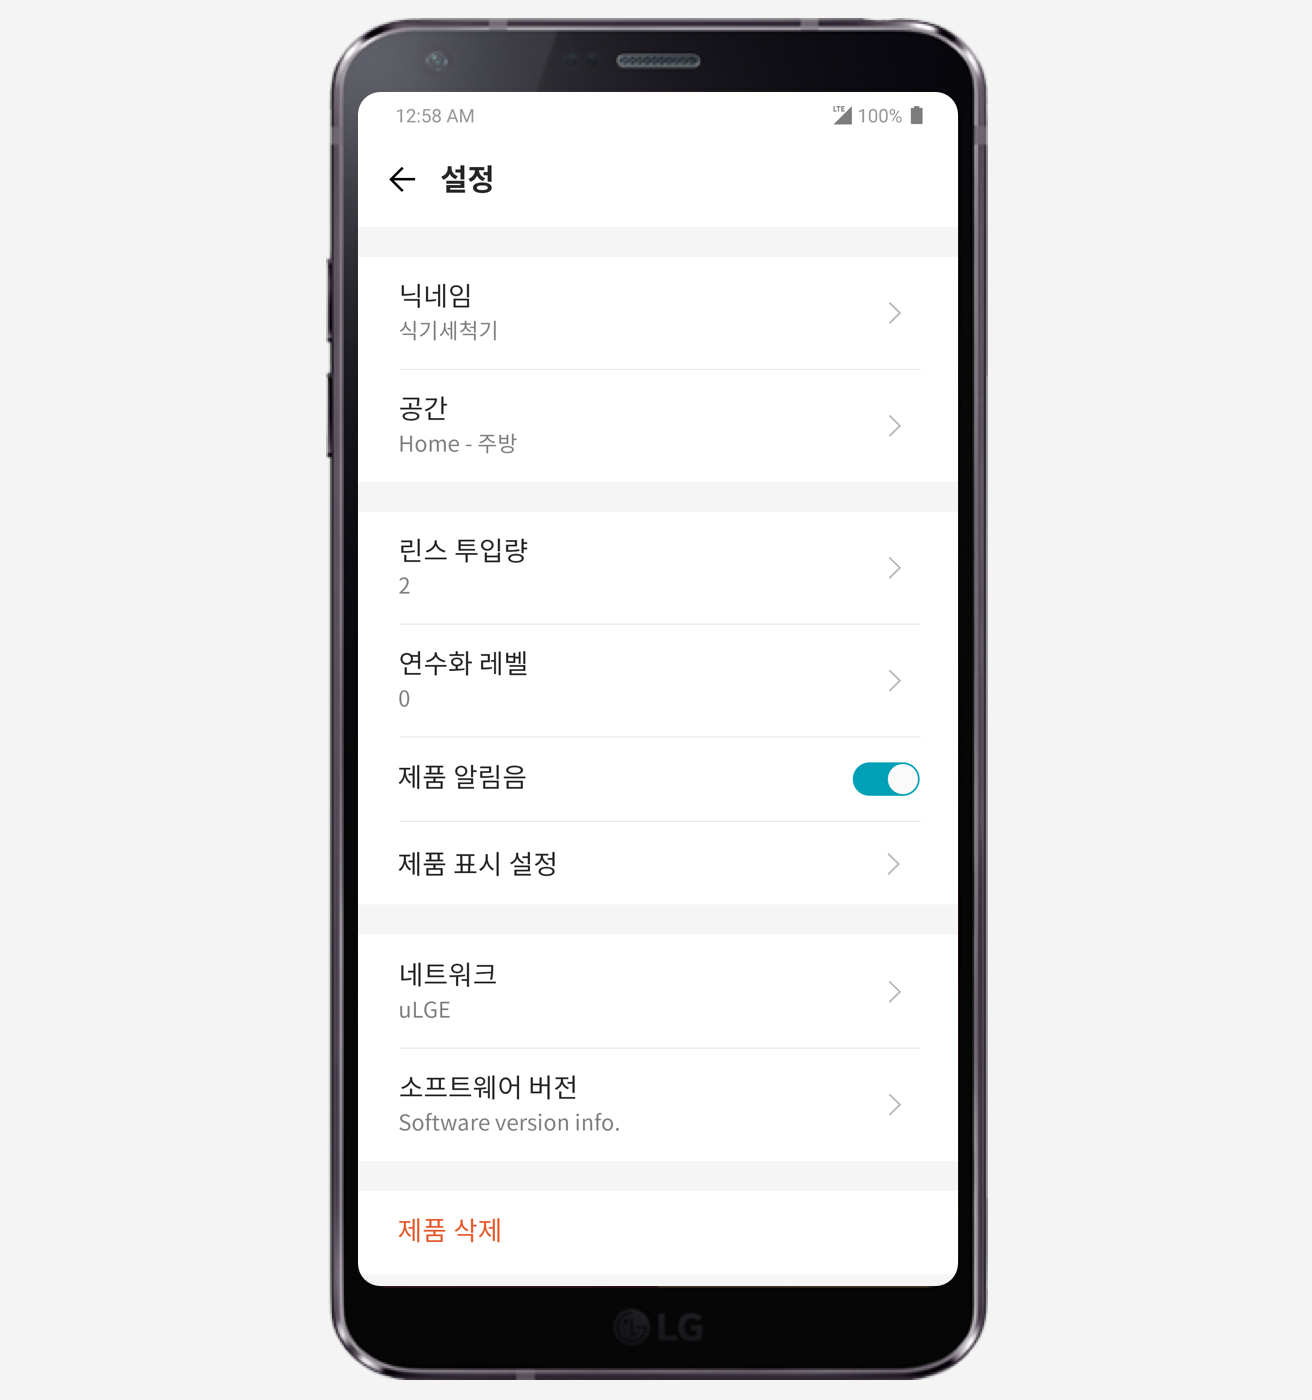 12:58 AM
LTE 100%
설정
닉네임
식기세척기
공간
Home - 주방
린스 투입량
2
연수화 레벨
0
제품 알림음
제품 표시 설정
네트워크
uLGE
소프트웨어 버전
Software version info.
제품 삭제
LG